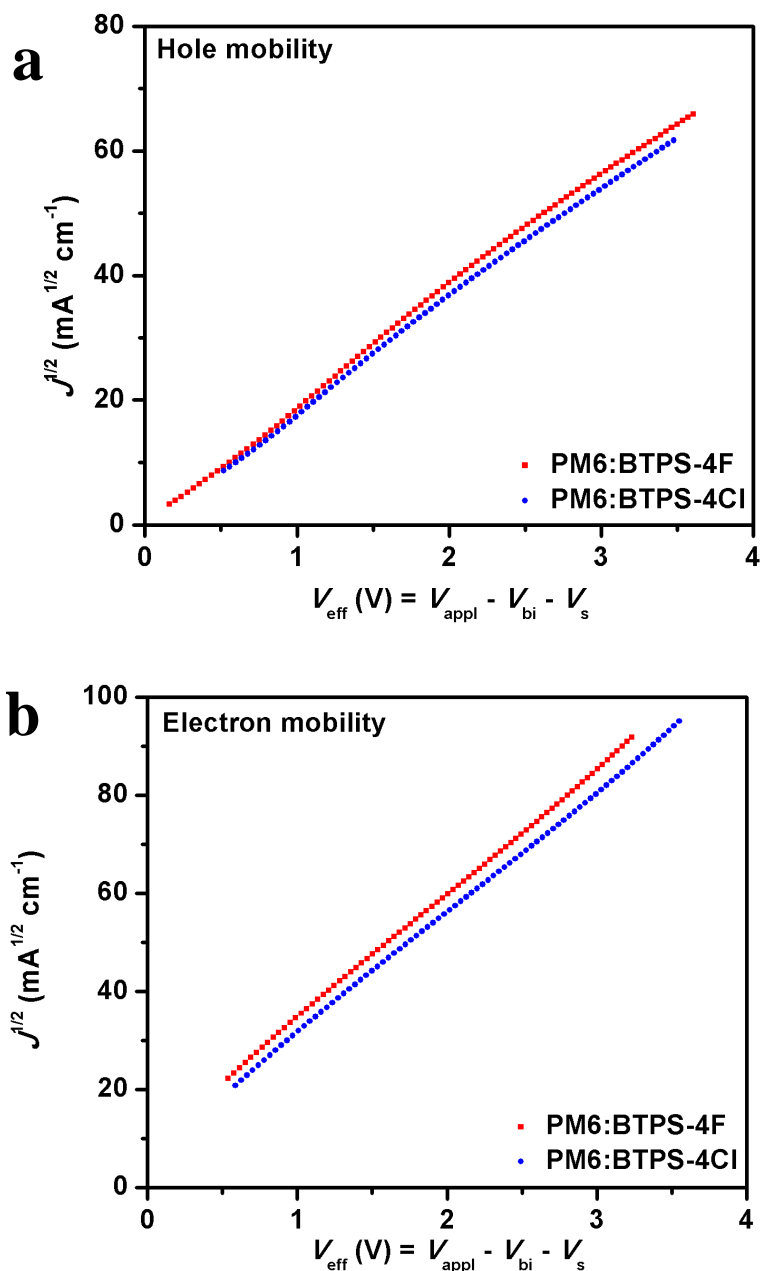 a
Hole mobility
80
60
40
20
0
J1/2 (mA1/2 cm-1)
PM6:BTPS-4F
PM6:BTPS-4Cl
0 1 2 3 4
Veff (V) = Vappl - Vbi - Vs
b
Electron mobility
100
80
60
40
20
0
J1/2 (mA1/2 cm-1)
PM6:BTPS-4F
PM6:BTPS-4Cl
0 1 2 3 4
Veff (V) = Vappl - Vbi - Vs